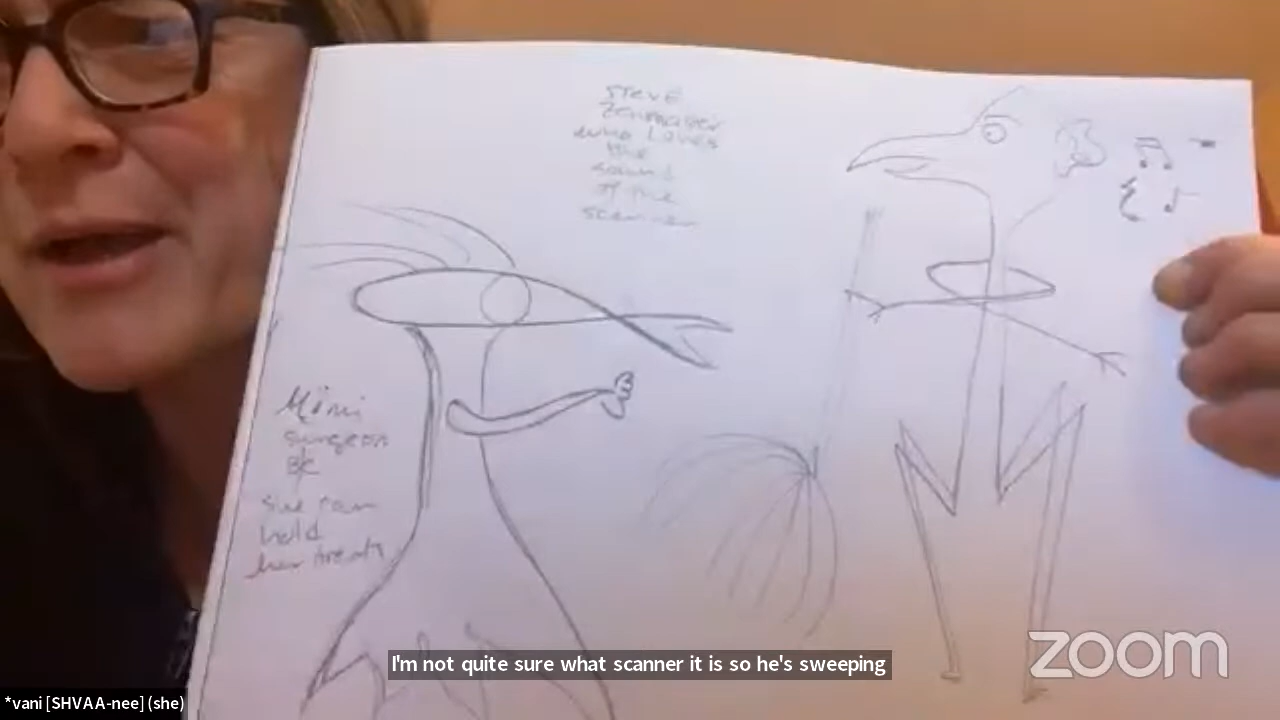 STEVE
who Loves
the
sound
of the
scanner
Mimi
surgeon
B/C
she can
hold
her breath
I'm not quite sure what scanner it is so he's sweeping
zoom
*vani [SHVAA-nee] (she)